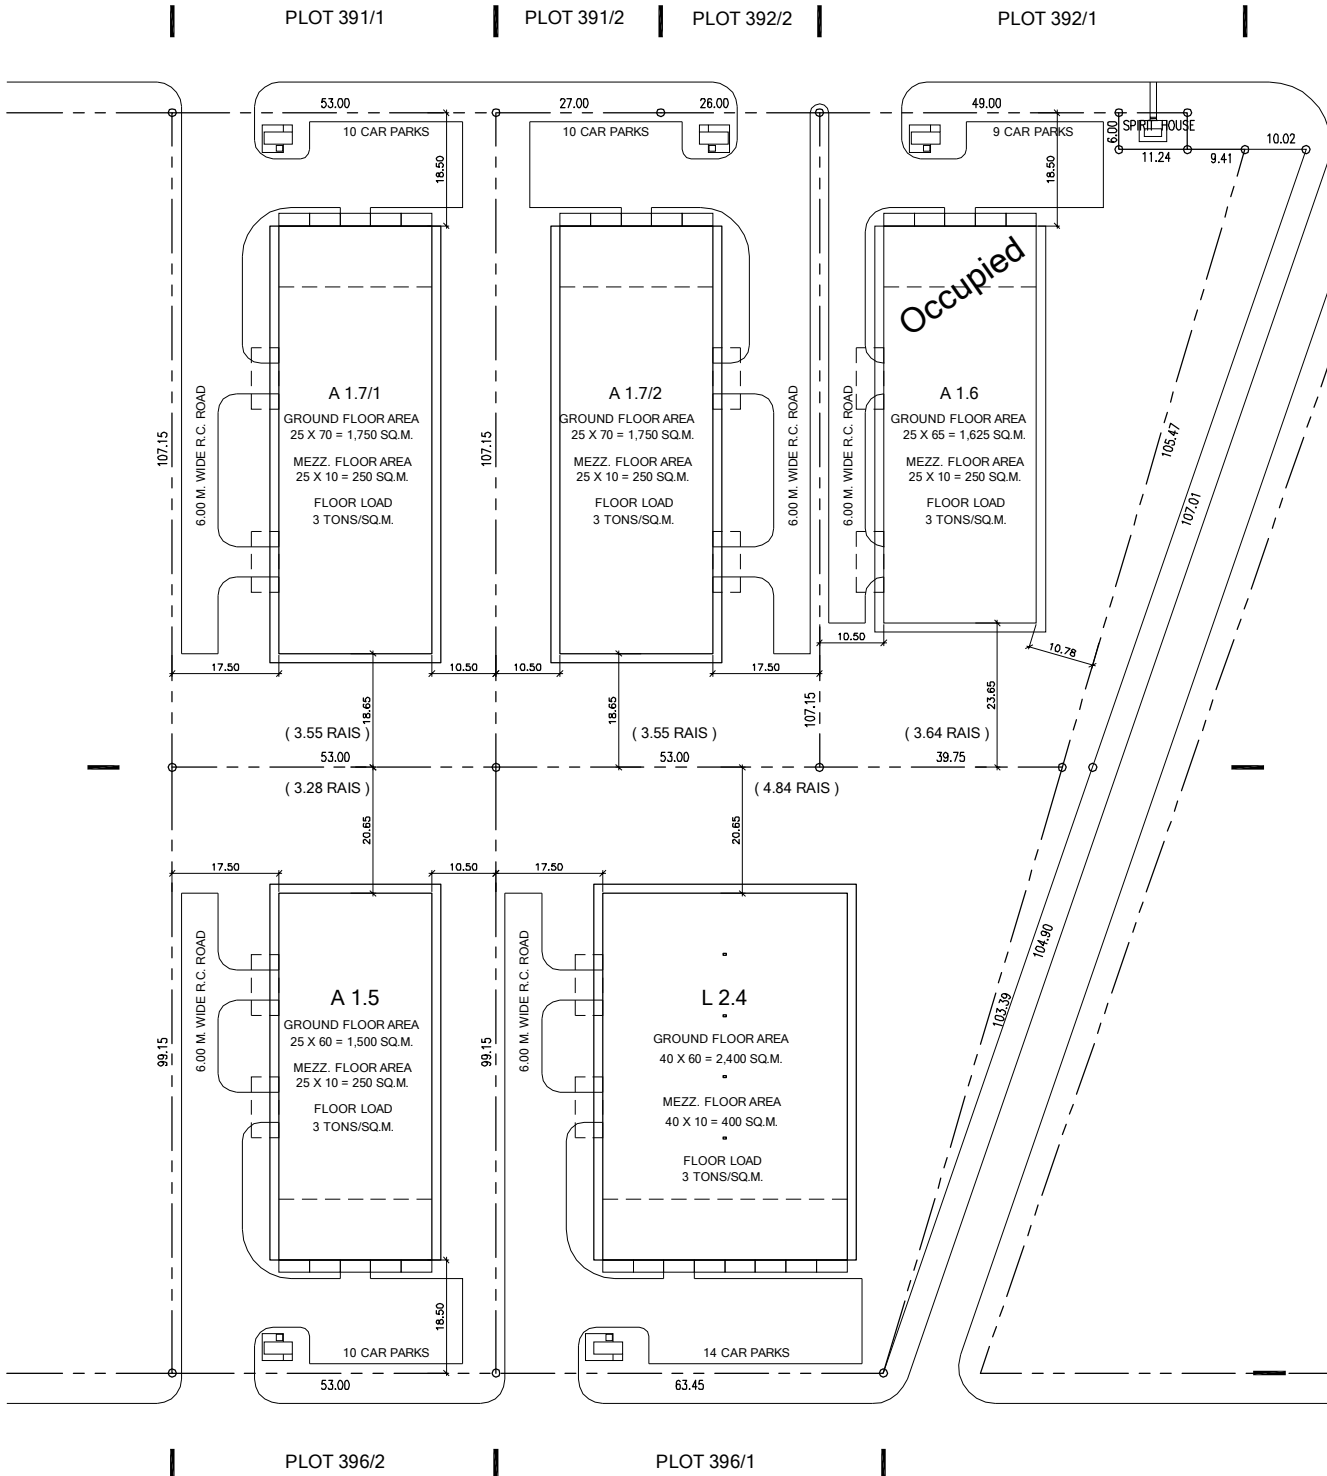 PLOT 391/1
PLOT 391/2
PLOT 392/2
PLOT 392/1
53.00
27.00
26.00
49.00
10 CAR PARKS
10 CAR PARKS
9 CAR PARKS
SPIRIT HOUSE
6.00
11.24
9.41
10.02
18.50
18.50
Occupied
A 1.7/1
GROUND FLOOR AREA
25 X 70 = 1,750 SQ.M.
MEZZ. FLOOR AREA
25 X 10 = 250 SQ.M.
FLOOR LOAD
3 TONS/SQ.M.
A 1.7/2
GROUND FLOOR AREA
25 X 70 = 1,750 SQ.M.
MEZZ. FLOOR AREA
25 X 10 = 250 SQ.M.
FLOOR LOAD
3 TONS/SQ.M.
A 1.6
GROUND FLOOR AREA
25 X 65 = 1,625 SQ.M.
MEZZ. FLOOR AREA
25 X 10 = 250 SQ.M.
FLOOR LOAD
3 TONS/SQ.M.
107.15
6.00 M. WIDE R.C. ROAD
107.15
6.00 M. WIDE R.C. ROAD
6.00 M. WIDE R.C. ROAD
105.47
107.01
17.50
10.50
10.50
17.50
10.50
10.78
18.65
18.65
107.15
23.65
( 3.55 RAIS )
( 3.55 RAIS )
( 3.64 RAIS )
53.00
53.00
39.75
( 3.28 RAIS )
( 4.84 RAIS )
20.65
20.65
17.50
10.50
17.50
99.15
6.00 M. WIDE R.C. ROAD
99.15
6.00 M. WIDE R.C. ROAD
104.90
103.39
A 1.5
GROUND FLOOR AREA
25 X 60 = 1,500 SQ.M.
MEZZ. FLOOR AREA
25 X 10 = 250 SQ.M.
FLOOR LOAD
3 TONS/SQ.M.
L 2.4
GROUND FLOOR AREA
40 X 60 = 2,400 SQ.M.
MEZZ. FLOOR AREA
40 X 10 = 400 SQ.M.
FLOOR LOAD
3 TONS/SQ.M.
18.50
10 CAR PARKS
14 CAR PARKS
53.00
63.45
PLOT 396/2
PLOT 396/1